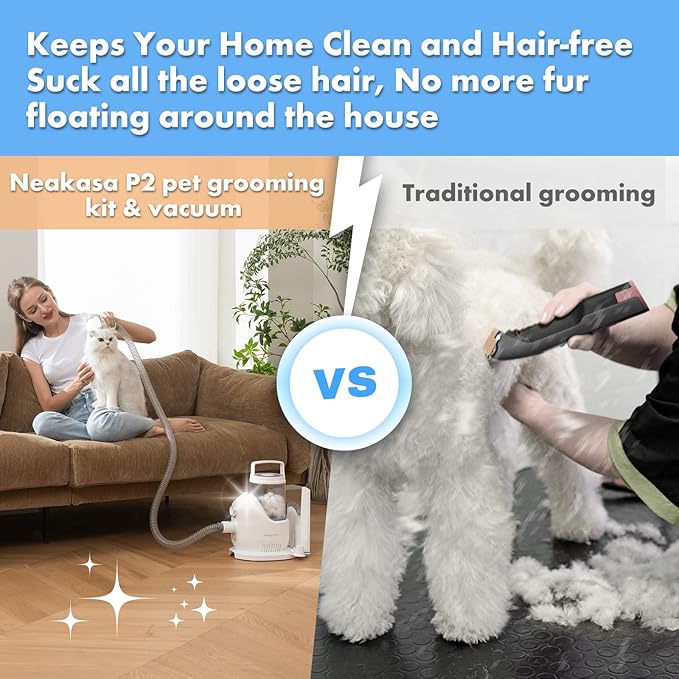 Keeps Your Home Clean and Hair-free
Suck all the loose hair, No more fur
floating around the house
Neakasa P2 pet grooming
kit & vacuum
Traditional grooming
VS